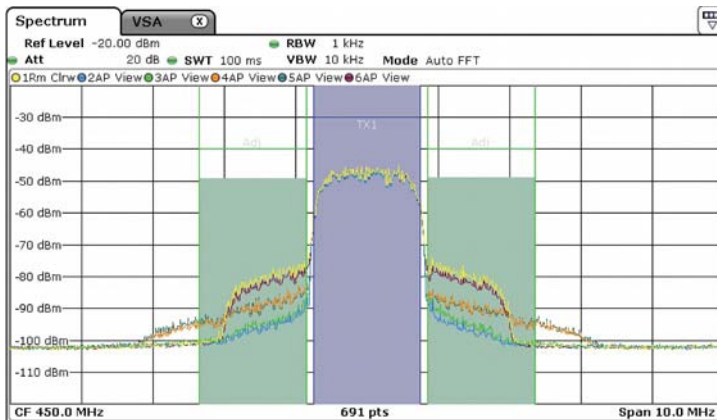 Spectrum VSA X
Ref Level -20.00 dBm RBW 1 kHz
Att 20 dB SWT 100 ms VBW 10 kHz Mode Auto FFT
1Rm Clrw 2AP View 3AP View 4AP View 5AP View 6AP View
-30 dBm
TX1
-40 dBm
Adj Adj
-50 dBm
-60 dBm
-70 dBm
-80 dBm
-90 dBm
-100 dBm
-110 dBm
CF 450.0 MHz 691 pts Span 10.0 MHz